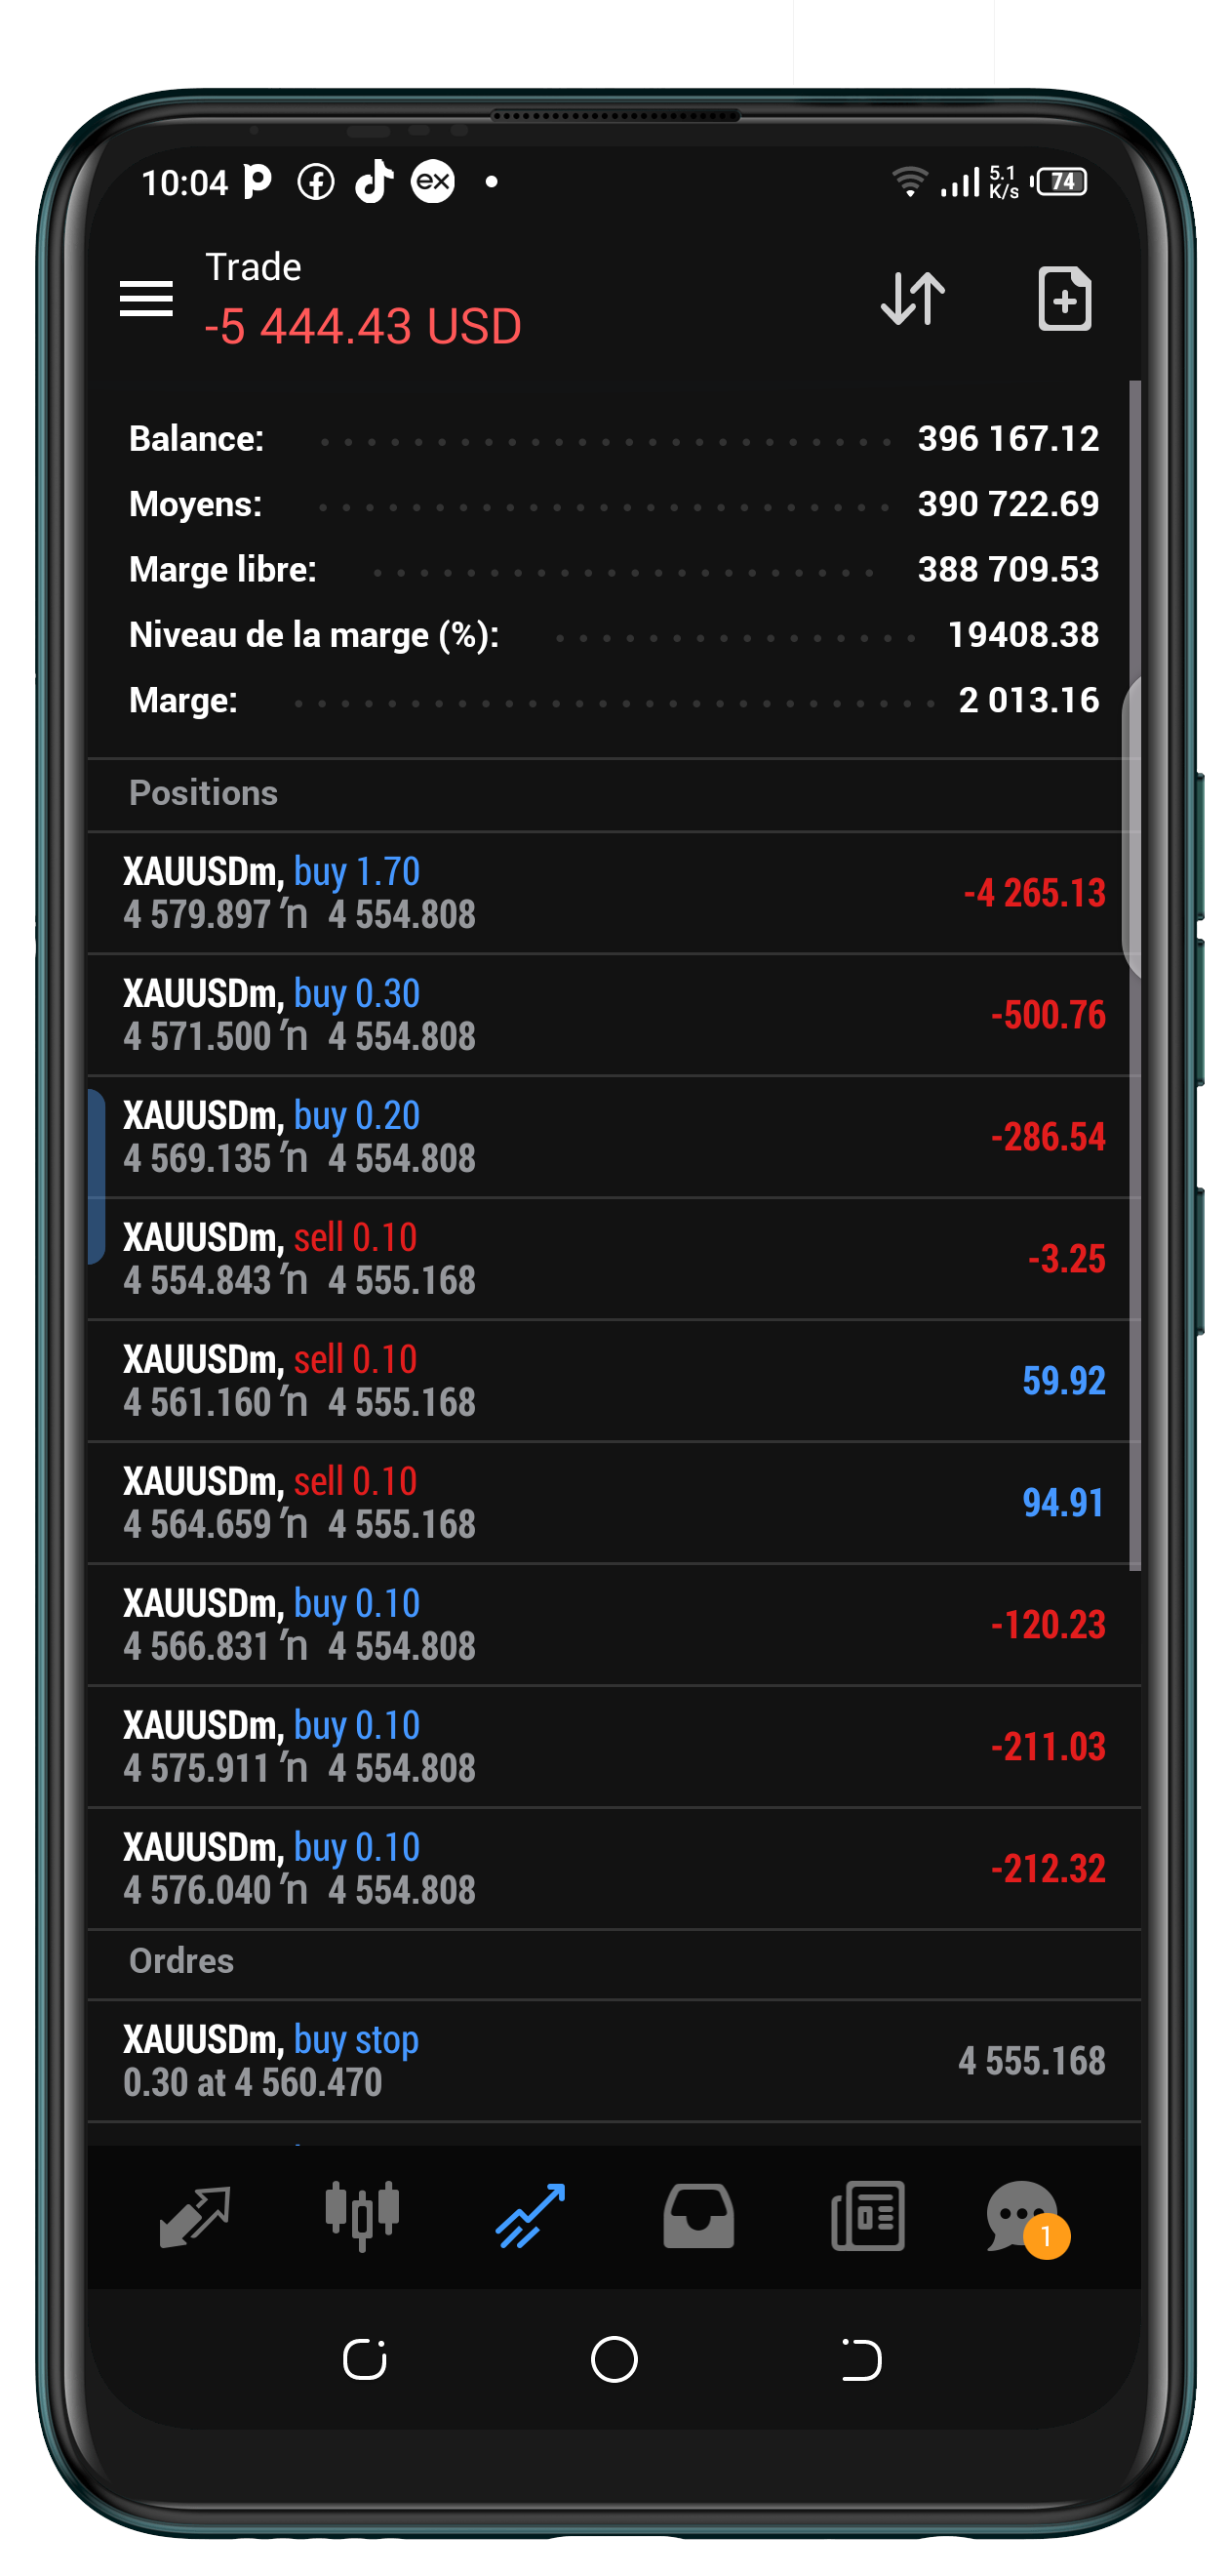 10:04
ex
5.1
K/s
74
Trade
-5 444.43 USD
Balance: 396 167.12
Moyens: 390 722.69
Marge libre: 388 709.53
Niveau de la marge (%): 19408.38
Marge: 2 013.16
Positions
XAUUSDm, buy 1.70
4 579.897 ’n 4 554.808
-4 265.13
XAUUSDm, buy 0.30
4 571.500 ’n 4 554.808
-500.76
XAUUSDm, buy 0.20
4 569.135 ’n 4 554.808
-286.54
XAUUSDm, sell 0.10
4 554.843 ’n 4 555.168
-3.25
XAUUSDm, sell 0.10
4 561.160 ’n 4 555.168
59.92
XAUUSDm, sell 0.10
4 564.659 ’n 4 555.168
94.91
XAUUSDm, buy 0.10
4 566.831 ’n 4 554.808
-120.23
XAUUSDm, buy 0.10
4 575.911 ’n 4 554.808
-211.03
XAUUSDm, buy 0.10
4 576.040 ’n 4 554.808
-212.32
Ordres
XAUUSDm, buy stop
0.30 at 4 560.470
4 555.168
1